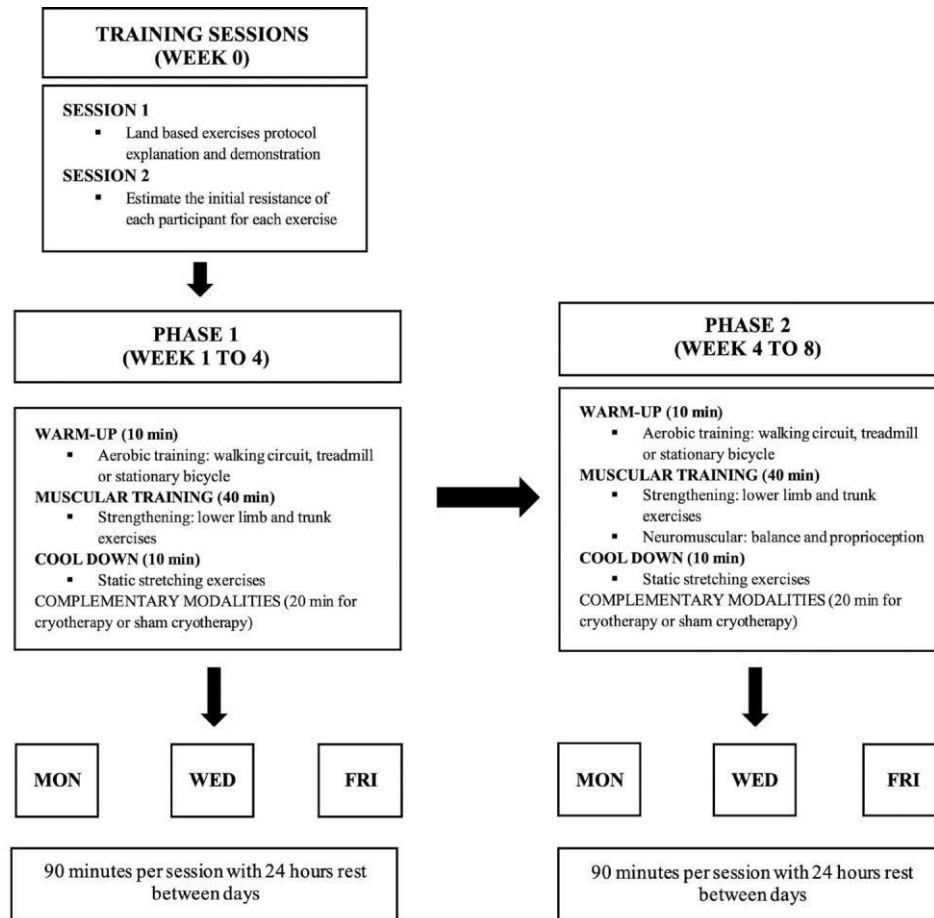 TRAINING SESSIONS
(WEEK 0)
SESSION 1
▪ Land based exercises protocol
explanation and demonstration
SESSION 2
▪ Estimate the initial resistance of
each participant for each exercise
PHASE 1
(WEEK 1 TO 4)
WARM-UP (10 min)
▪ Aerobic training: walking circuit, treadmill
or stationary bicycle
MUSCULAR TRAINING (40 min)
▪ Strengthening: lower limb and trunk
exercises
COOL DOWN (10 min)
▪ Static stretching exercises
COMPLEMENTARY MODALITIES (20 min for
cryotherapy or sham cryotherapy)
MON
WED
FRI
90 minutes per session with 24 hours rest
between days
PHASE 2
(WEEK 4 TO 8)
WARM-UP (10 min)
▪ Aerobic training: walking circuit, treadmill
or stationary bicycle
MUSCULAR TRAINING (40 min)
▪ Strengthening: lower limb and trunk
exercises
▪ Neuromuscular: balance and proprioception
COOL DOWN (10 min)
▪ Static stretching exercises
COMPLEMENTARY MODALITIES (20 min for
cryotherapy or sham cryotherapy)
MON
WED
FRI
90 minutes per session with 24 hours rest
between days